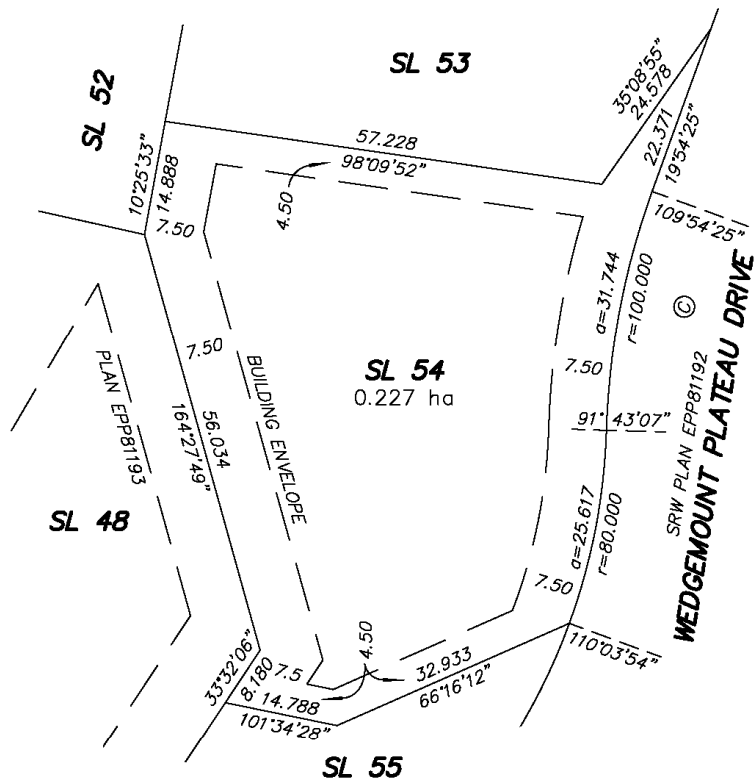 SL 53
SL 52
10°25'33"
14.888
57.228
98°09'52"
35°08'55"
24.578
22.371
19°54'25"
109°54'25"
4.50
7.50
a=31.744
r=100.000
©
SRW PLAN EPP81192
WEDGEMOUNT PLATEAU DRIVE
7.50
BUILDING ENVELOPE
SL 54
0.227 ha
7.50
91°43'07"
PLAN EPP81193
56.034
164°27'49"
SL 48
a=25.617
r=80.000
7.50
110°03'54"
33°32'06"
8.180
7.5
14.788
101°34'28"
4.50
32.933
66°16'12"
SL 55